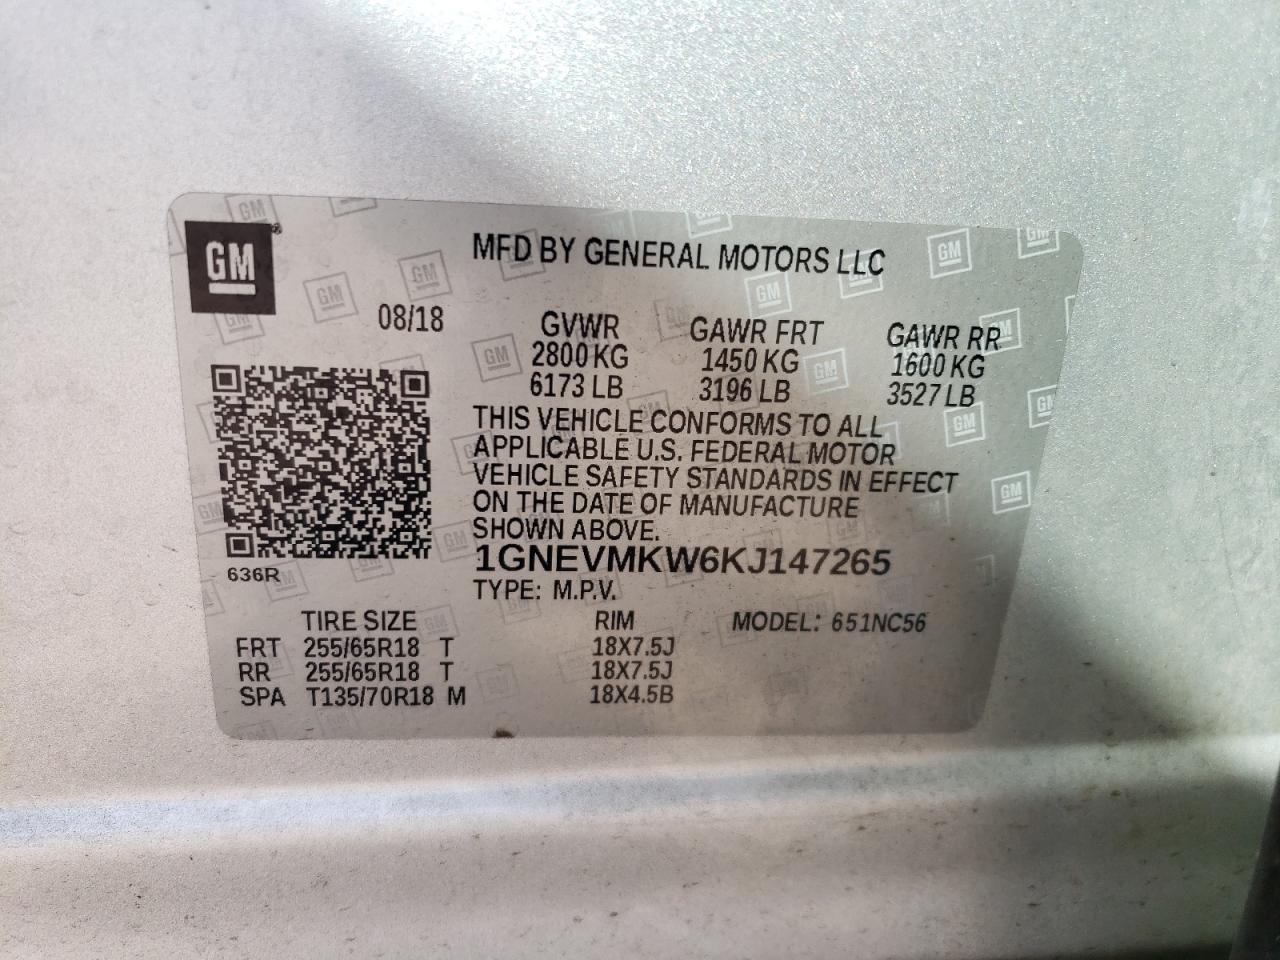 GM
MFD BY GENERAL MOTORS LLC
08/18
GVWR GAWR FRT GAWR RR
2800 KG 1450 KG 1600 KG
6173 LB 3196 LB 3527 LB
THIS VEHICLE CONFORMS TO ALL
APPLICABLE U.S. FEDERAL MOTOR
VEHICLE SAFETY STANDARDS IN EFFECT
ON THE DATE OF MANUFACTURE
SHOWN ABOVE.
1GNEVMKW6KJ147265
636R
TYPE: M.P.V.
TIRE SIZE RIM MODEL: 651NC56
FRT 255/65R18 T 18X7.5J
RR 255/65R18 T 18X7.5J
SPA T135/70R18 M 18X4.5B